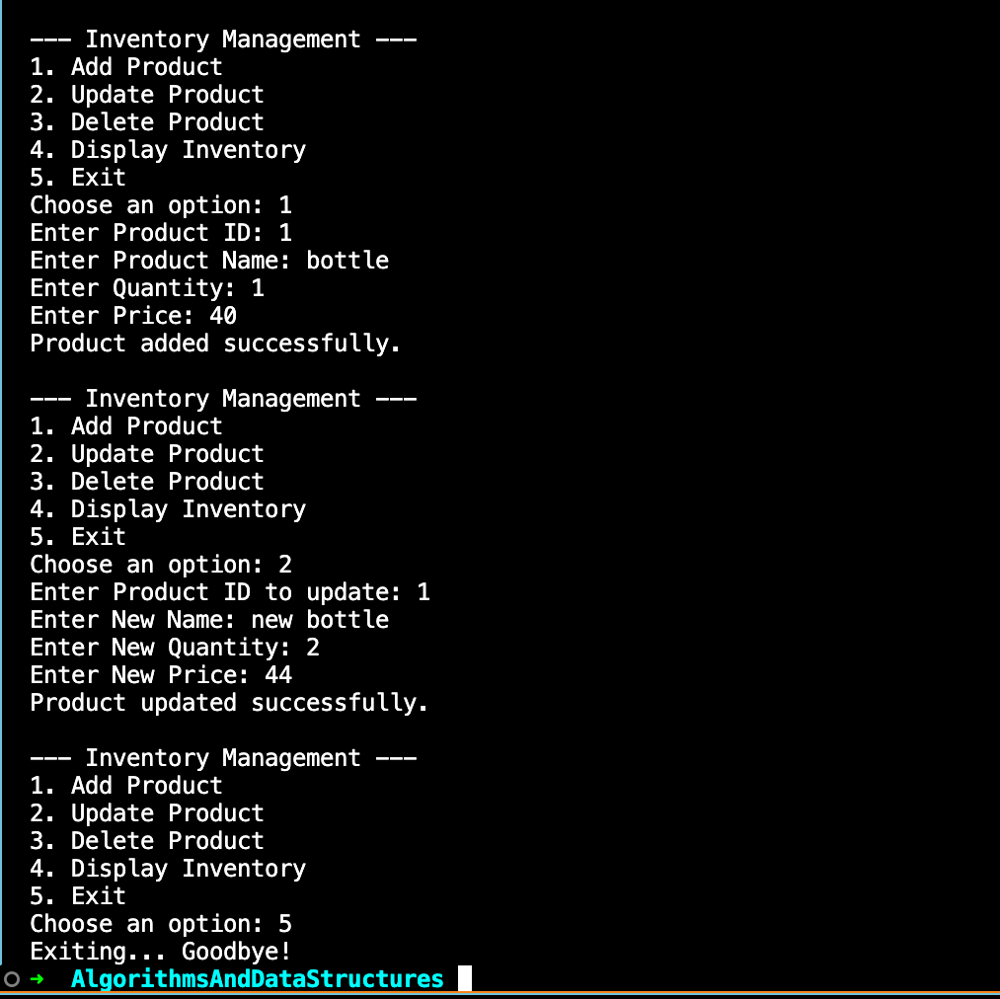 --- Inventory Management ---
1. Add Product
2. Update Product
3. Delete Product
4. Display Inventory
5. Exit
Choose an option: 1
Enter Product ID: 1
Enter Product Name: bottle
Enter Quantity: 1
Enter Price: 40
Product added successfully.

--- Inventory Management ---
1. Add Product
2. Update Product
3. Delete Product
4. Display Inventory
5. Exit
Choose an option: 2
Enter Product ID to update: 1
Enter New Name: new bottle
Enter New Quantity: 2
Enter New Price: 44
Product updated successfully.

--- Inventory Management ---
1. Add Product
2. Update Product
3. Delete Product
4. Display Inventory
5. Exit
Choose an option: 5
Exiting... Goodbye!
➜ AlgorithmsAndDataStructures